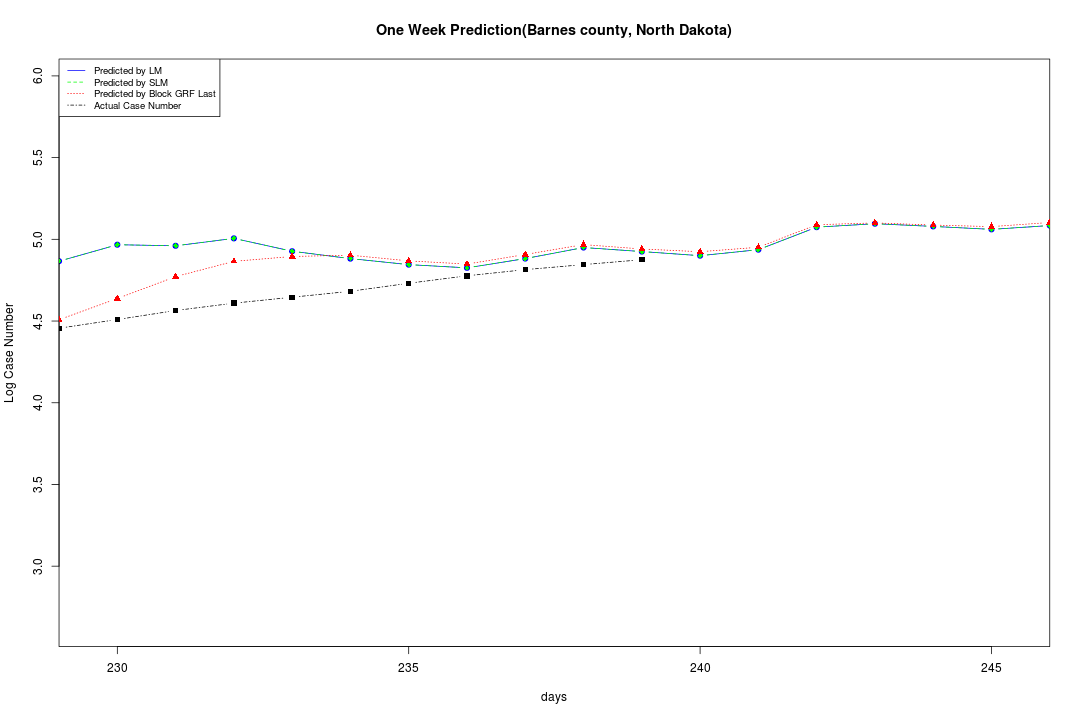 One Week Prediction(Barnes county, North Dakota)
Predicted by LM
Predicted by SLM
Predicted by Block GRF Last
Actual Case Number
6.0
5.5
5.0
4.5
4.0
3.5
3.0
Log Case Number
230 235 240 245
days